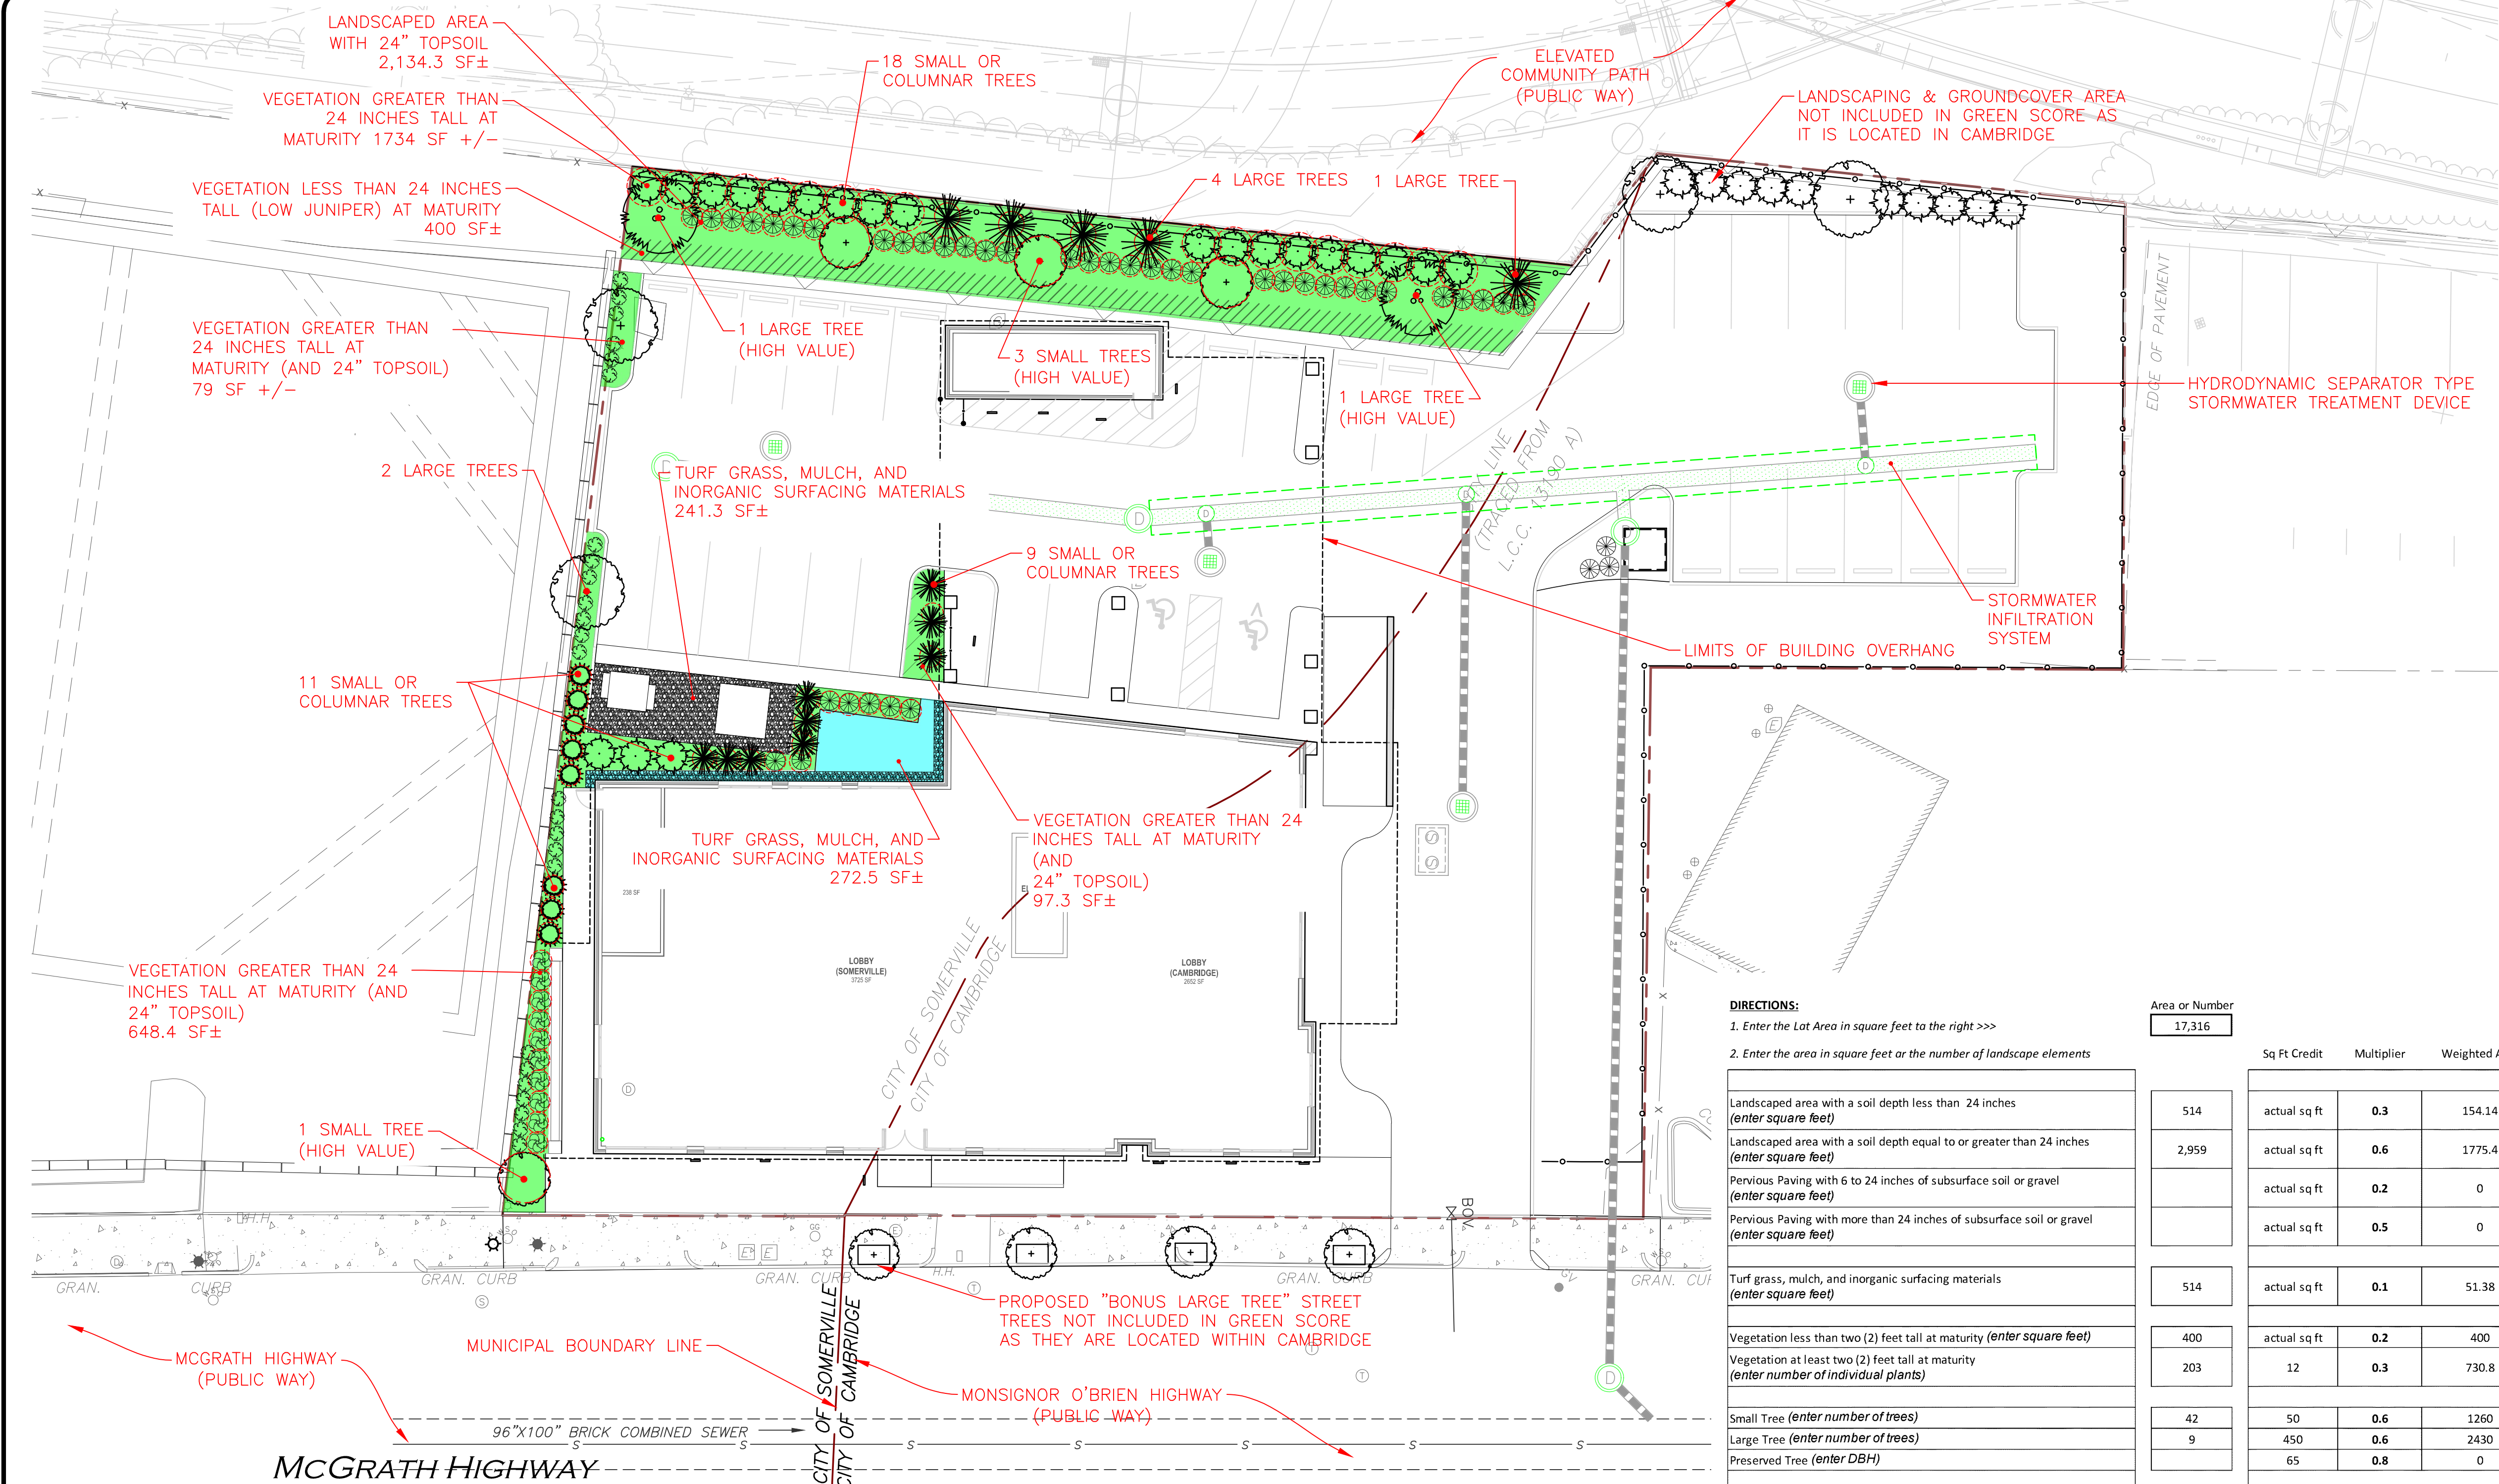 LANDSCAPED AREA
WITH 24" TOPSOIL
2,134.3 SF±
18 SMALL OR
COLUMNAR TREES
ELEVATED
COMMUNITY PATH
(PUBLIC WAY)
LANDSCAPING & GROUNDCOVER AREA
NOT INCLUDED IN GREEN SCORE AS
IT IS LOCATED IN CAMBRIDGE
VEGETATION GREATER THAN
24 INCHES TALL AT
MATURITY 1734 SF +/-
VEGETATION LESS THAN 24 INCHES
TALL (LOW JUNIPER) AT MATURITY
400 SF±
4 LARGE TREES
1 LARGE TREE
EDGE OF PAVEMENT
VEGETATION GREATER THAN
24 INCHES TALL AT
MATURITY (AND 24" TOPSOIL)
79 SF +/-
1 LARGE TREE
(HIGH VALUE)
3 SMALL TREES
(HIGH VALUE)
1 LARGE TREE
(HIGH VALUE)
HYDRODYNAMIC SEPARATOR TYPE
STORMWATER TREATMENT DEVICE
2 LARGE TREES
TURF GRASS, MULCH, AND
INORGANIC SURFACING MATERIALS
241.3 SF±
LINE
(TRACED FROM
L.C.C. 13190 A)
9 SMALL OR
COLUMNAR TREES
STORMWATER
INFILTRATION
SYSTEM
LIMITS OF BUILDING OVERHANG
11 SMALL OR
COLUMNAR TREES
TURF GRASS, MULCH, AND
INORGANIC SURFACING MATERIALS
272.5 SF±
VEGETATION GREATER THAN 24
INCHES TALL AT MATURITY
(AND
24" TOPSOIL)
97.3 SF±
238 SF
LOBBY
(SOMERVILLE)
3725 SF
LOBBY
(CAMBRIDGE)
2652 SF
CITY OF SOMERVILLE
CITY OF CAMBRIDGE
VEGETATION GREATER THAN 24
INCHES TALL AT MATURITY (AND
24" TOPSOIL)
648.4 SF±
1 SMALL TREE
(HIGH VALUE)
H.H.
GG
BOV
GRAN. CURB
GRAN. CURB
GRAN. CURB
H.H.
GRAN. CURB
GV
GRAN. CUR
PROPOSED "BONUS LARGE TREE" STREET
TREES NOT INCLUDED IN GREEN SCORE
AS THEY ARE LOCATED WITHIN CAMBRIDGE
MUNICIPAL BOUNDARY LINE
MCGRATH HIGHWAY
(PUBLIC WAY)
MONSIGNOR O'BRIEN HIGHWAY
(PUBLIC WAY)
CITY OF SOMERVILLE
CITY OF CAMBRIDGE
96"X100" BRICK COMBINED SEWER
S S S S S S S
MCGRATH HIGHWAY
DIRECTIONS:
Area or Number
1. Enter the Lat Area in square feet ta the right >>>
17,316
2. Enter the area in square feet ar the number af landscape elements
Sq Ft Credit Multiplier Weighted A
Landscaped area with a soil depth less than 24 inches
(enter square feet)
514 actual sq ft 0.3 154.14
Landscaped area with a soil depth equal to or greater than 24 inches
(enter square feet)
2,959 actual sq ft 0.6 1775.4
Pervious Paving with 6 to 24 inches of subsurface soil or gravel
(enter square feet)
actual sq ft 0.2 0
Pervious Paving with more than 24 inches of subsurface soil or gravel
(enter square feet)
actual sq ft 0.5 0
Turf grass, mulch, and inorganic surfacing materials
(enter square feet)
514 actual sq ft 0.1 51.38
Vegetation less than two (2) feet tall at maturity (enter square feet)
400 actual sq ft 0.2 400
Vegetation at least two (2) feet tall at maturity
(enter number of individual plants)
203 12 0.3 730.8
Small Tree (enter number of trees)
42 50 0.6 1260
Large Tree (enter number of trees)
9 450 0.6 2430
Preserved Tree (enter DBH)
65 0.8 0